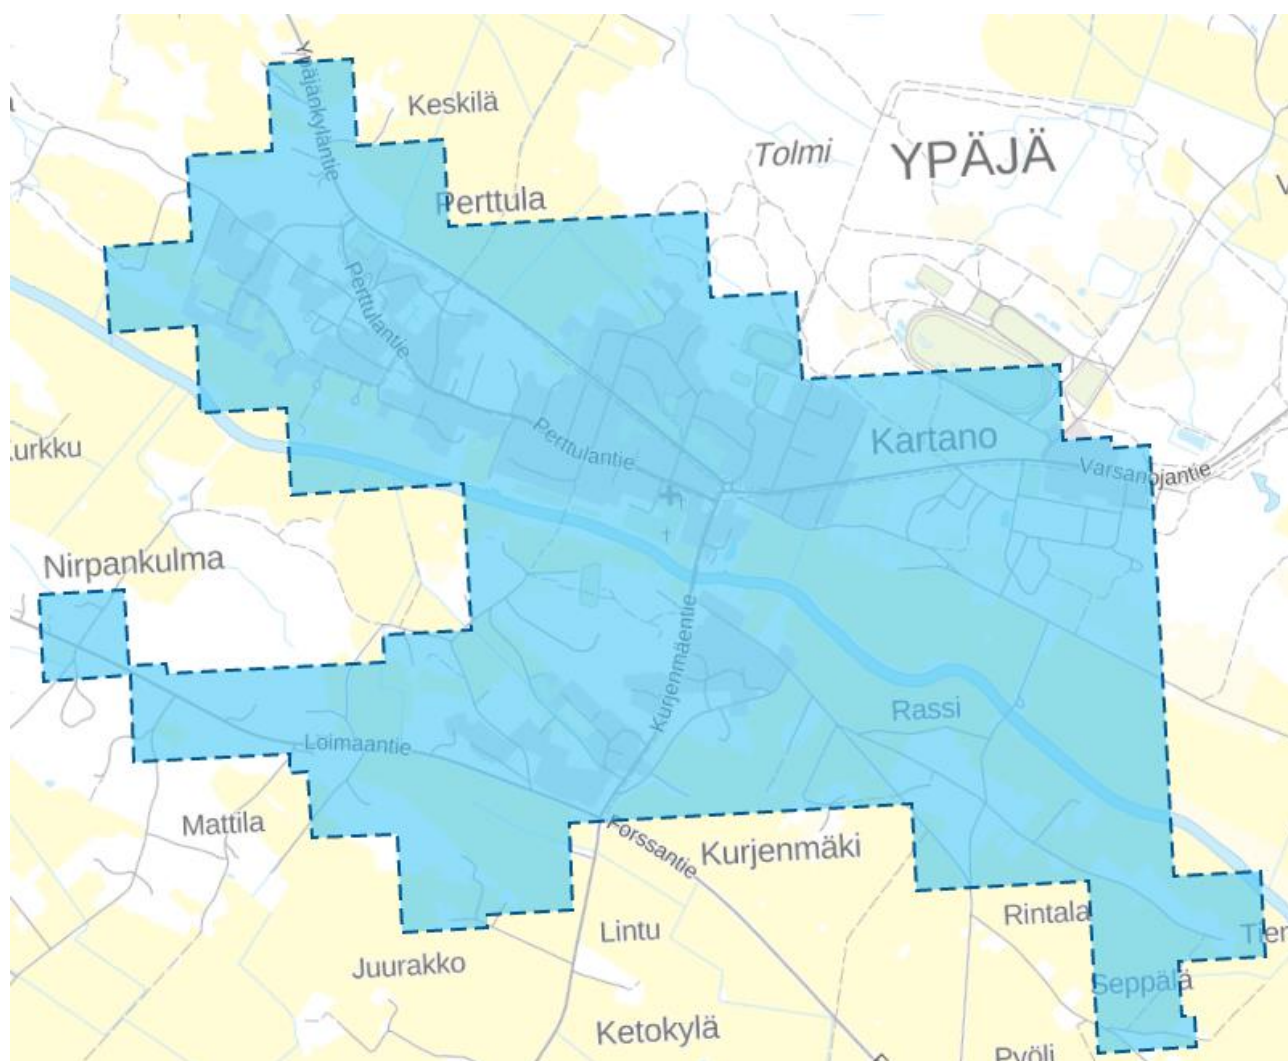 Ypäjänkyläntie
Keskilä
Tolmi
YPÄJÄ
Perttula
Perttulantie
Perttulantie
Kartano
Varsanojantie
Nirpankulma
Kurjenmäentie
Rassi
Loimaantie
Mattila
Forssantie
Kurjenmäki
Rintala
Lintu
Juurakko
Seppälä
Ketokylä
Pyöli